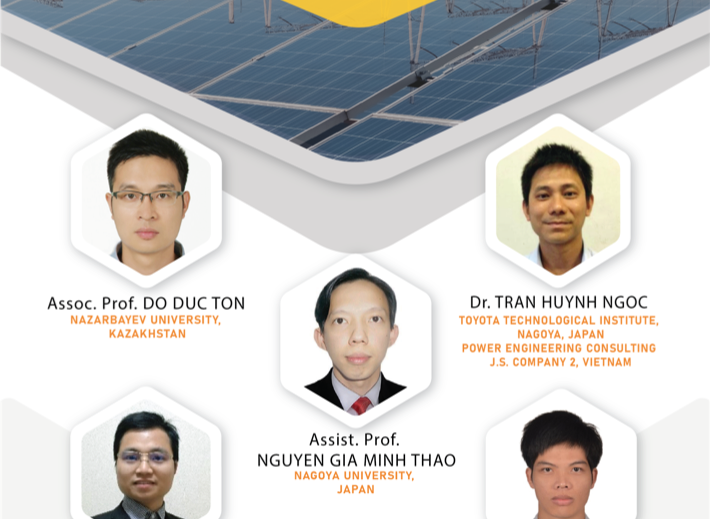 Assoc. Prof. DO DUC TON
NAZARBAYEV UNIVERSITY,
KAZAKHSTAN
Dr. TRAN HUYNH NGOC
TOYOTA TECHNOLOGICAL INSTITUTE,
NAGOYA, JAPAN
POWER ENGINEERING CONSULTING
J.S. COMPANY 2, VIETNAM
Assist. Prof.
NGUYEN GIA MINH THAO
NAGOYA UNIVERSITY,
JAPAN